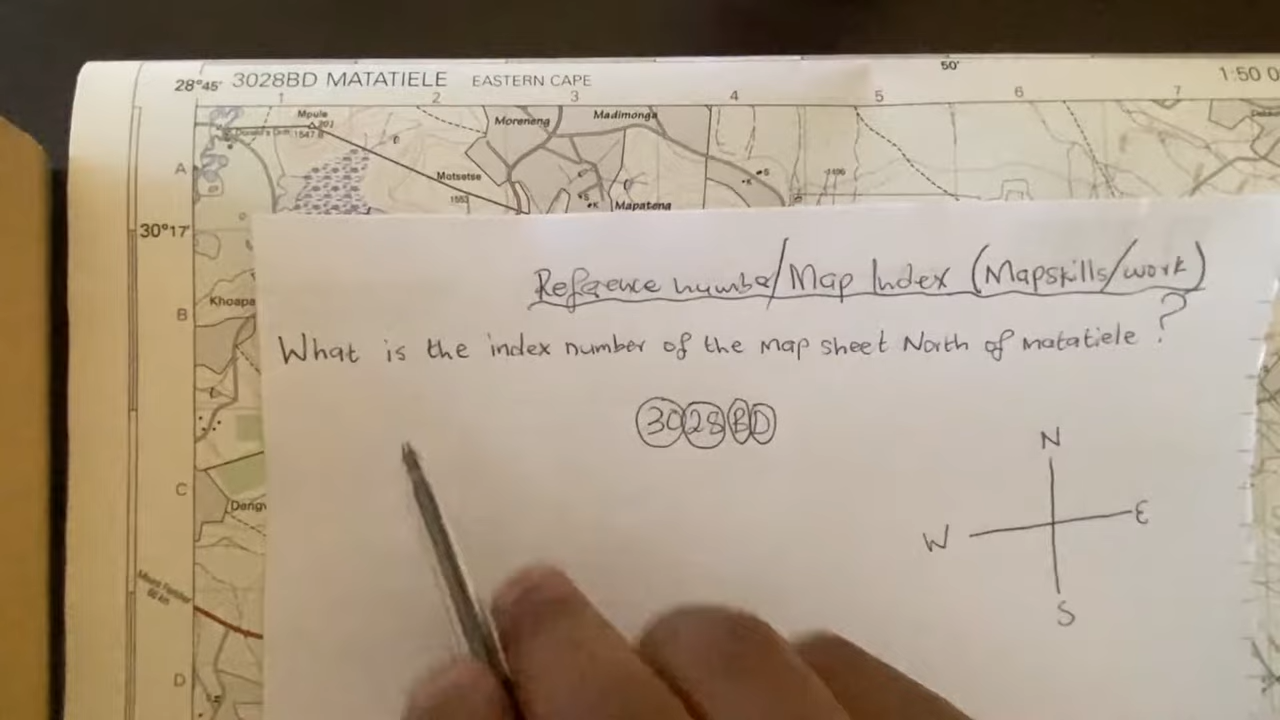 28°45' 3028BD MATATIELE EASTERN CAPE 50' 1:50 0
1 2 3 4 5 6 7
Mpule Moreneng Madimonga
A Motsetse
1553 S K Mapatena
30°17'
Reference number/Map Index (Mapskills/work)
Khoapa
B
What is the index number of the map sheet North of matatiele ?
3028BD
N
C
Dengv
W E
S
D